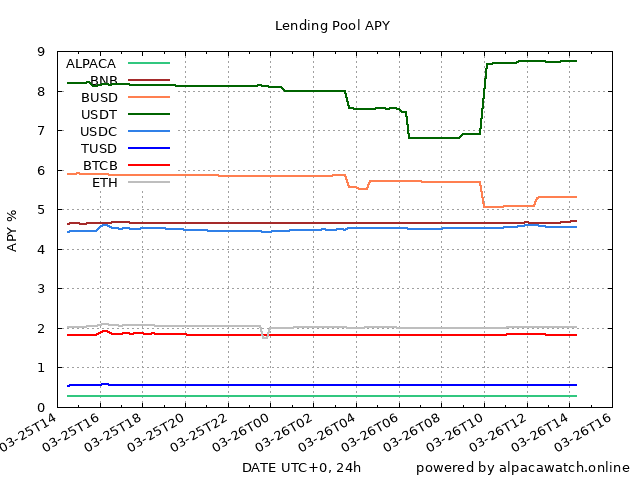 Lending Pool APY
9
8
7
6
5
4
3
2
1
0
APY %
ALPACA
BNB
BUSD
USDT
USDC
TUSD
BTCB
ETH
03-25T14
03-25T16
03-25T18
03-25T20
03-25T22
03-26T00
03-26T02
03-26T04
03-26T06
03-26T08
03-26T10
03-26T12
03-26T14
03-26T16
DATE UTC+0, 24h
powered by alpacawatch.online